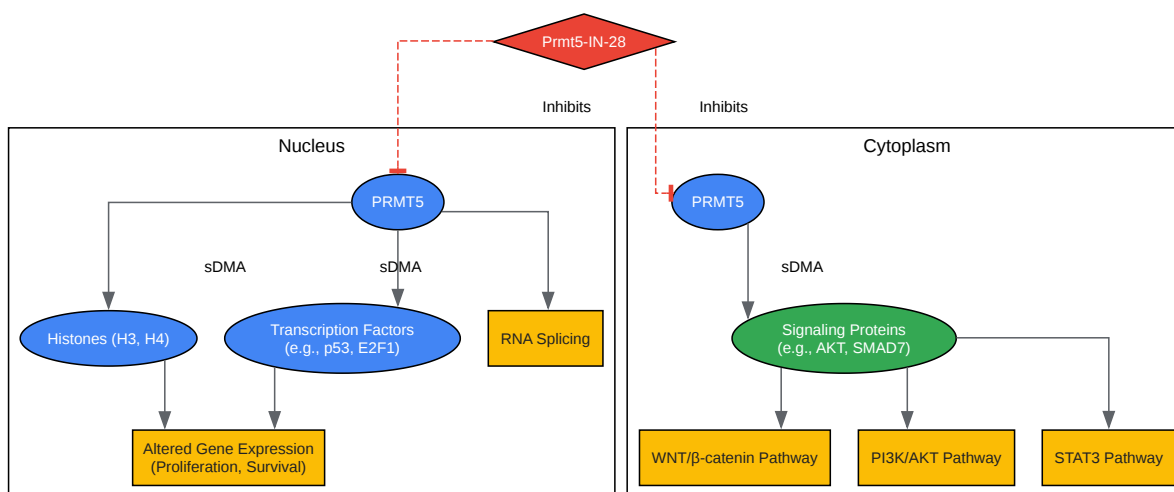 Prmt5-IN-28
Inhibits
Inhibits
Nucleus
Cytoplasm
PRMT5
PRMT5
sDMA
sDMA
sDMA
Histones (H3, H4)
Transcription Factors
(e.g., p53, E2F1)
RNA Splicing
Signaling Proteins
(e.g., AKT, SMAD7)
Altered Gene Expression
(Proliferation, Survival)
WNT/β-catenin Pathway
PI3K/AKT Pathway
STAT3 Pathway